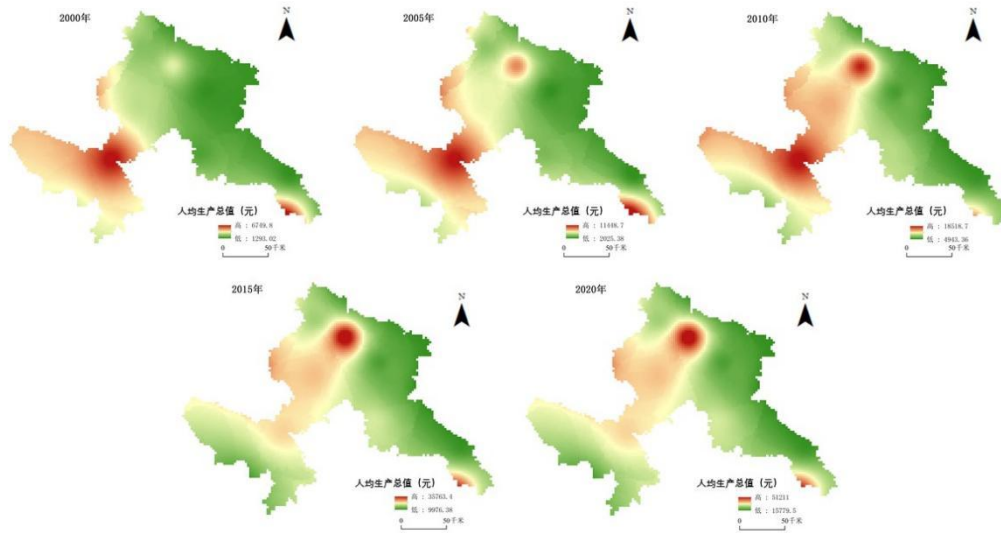 2000年
N
人均生产总值（元）
高 : 6749.8
低 : 1293.02
0 50千米
2005年
N
人均生产总值（元）
高 : 11448.7
低 : 2025.38
0 50千米
2010年
N
人均生产总值（元）
高 : 18518.7
低 : 4943.36
0 50千米
2015年
N
人均生产总值（元）
高 : 35763.4
低 : 9976.38
0 50千米
2020年
N
人均生产总值（元）
高 : 51211
低 : 15779.5
0 50千米